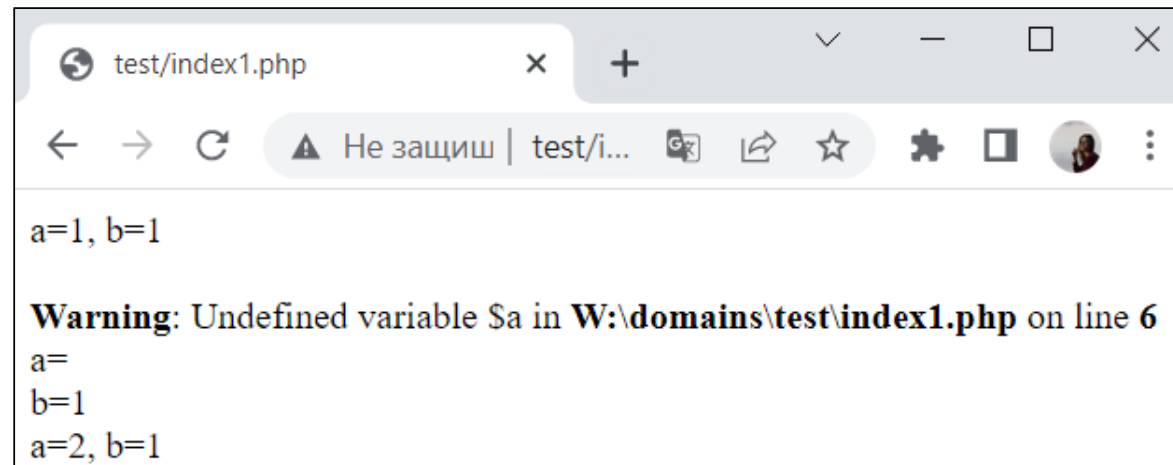 test/index1.php
Не защищ | test/i...
a=1, b=1
Warning: Undefined variable $a in W:\domains\test\index1.php on line 6
a=
b=1
a=2, b=1